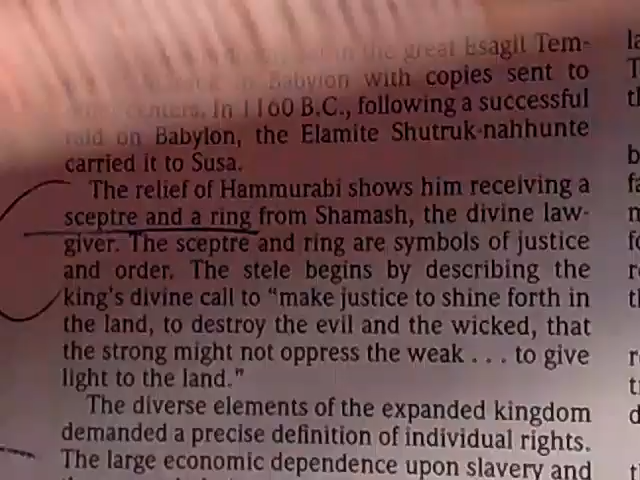 in the great Esagil Tem-
Babylon with copies sent to
centers. In 1160 B.C., following a successful
raid on Babylon, the Elamite Shutruk-nahhunte
carried it to Susa.
The relief of Hammurabi shows him receiving a
sceptre and a ring from Shamash, the divine law-
giver. The sceptre and ring are symbols of justice
and order. The stele begins by describing the
king's divine call to "make justice to shine forth in
the land, to destroy the evil and the wicked, that
the strong might not oppress the weak . . . to give
light to the land."
The diverse elements of the expanded kingdom
demanded a precise definition of individual rights.
The large economic dependence upon slavery and